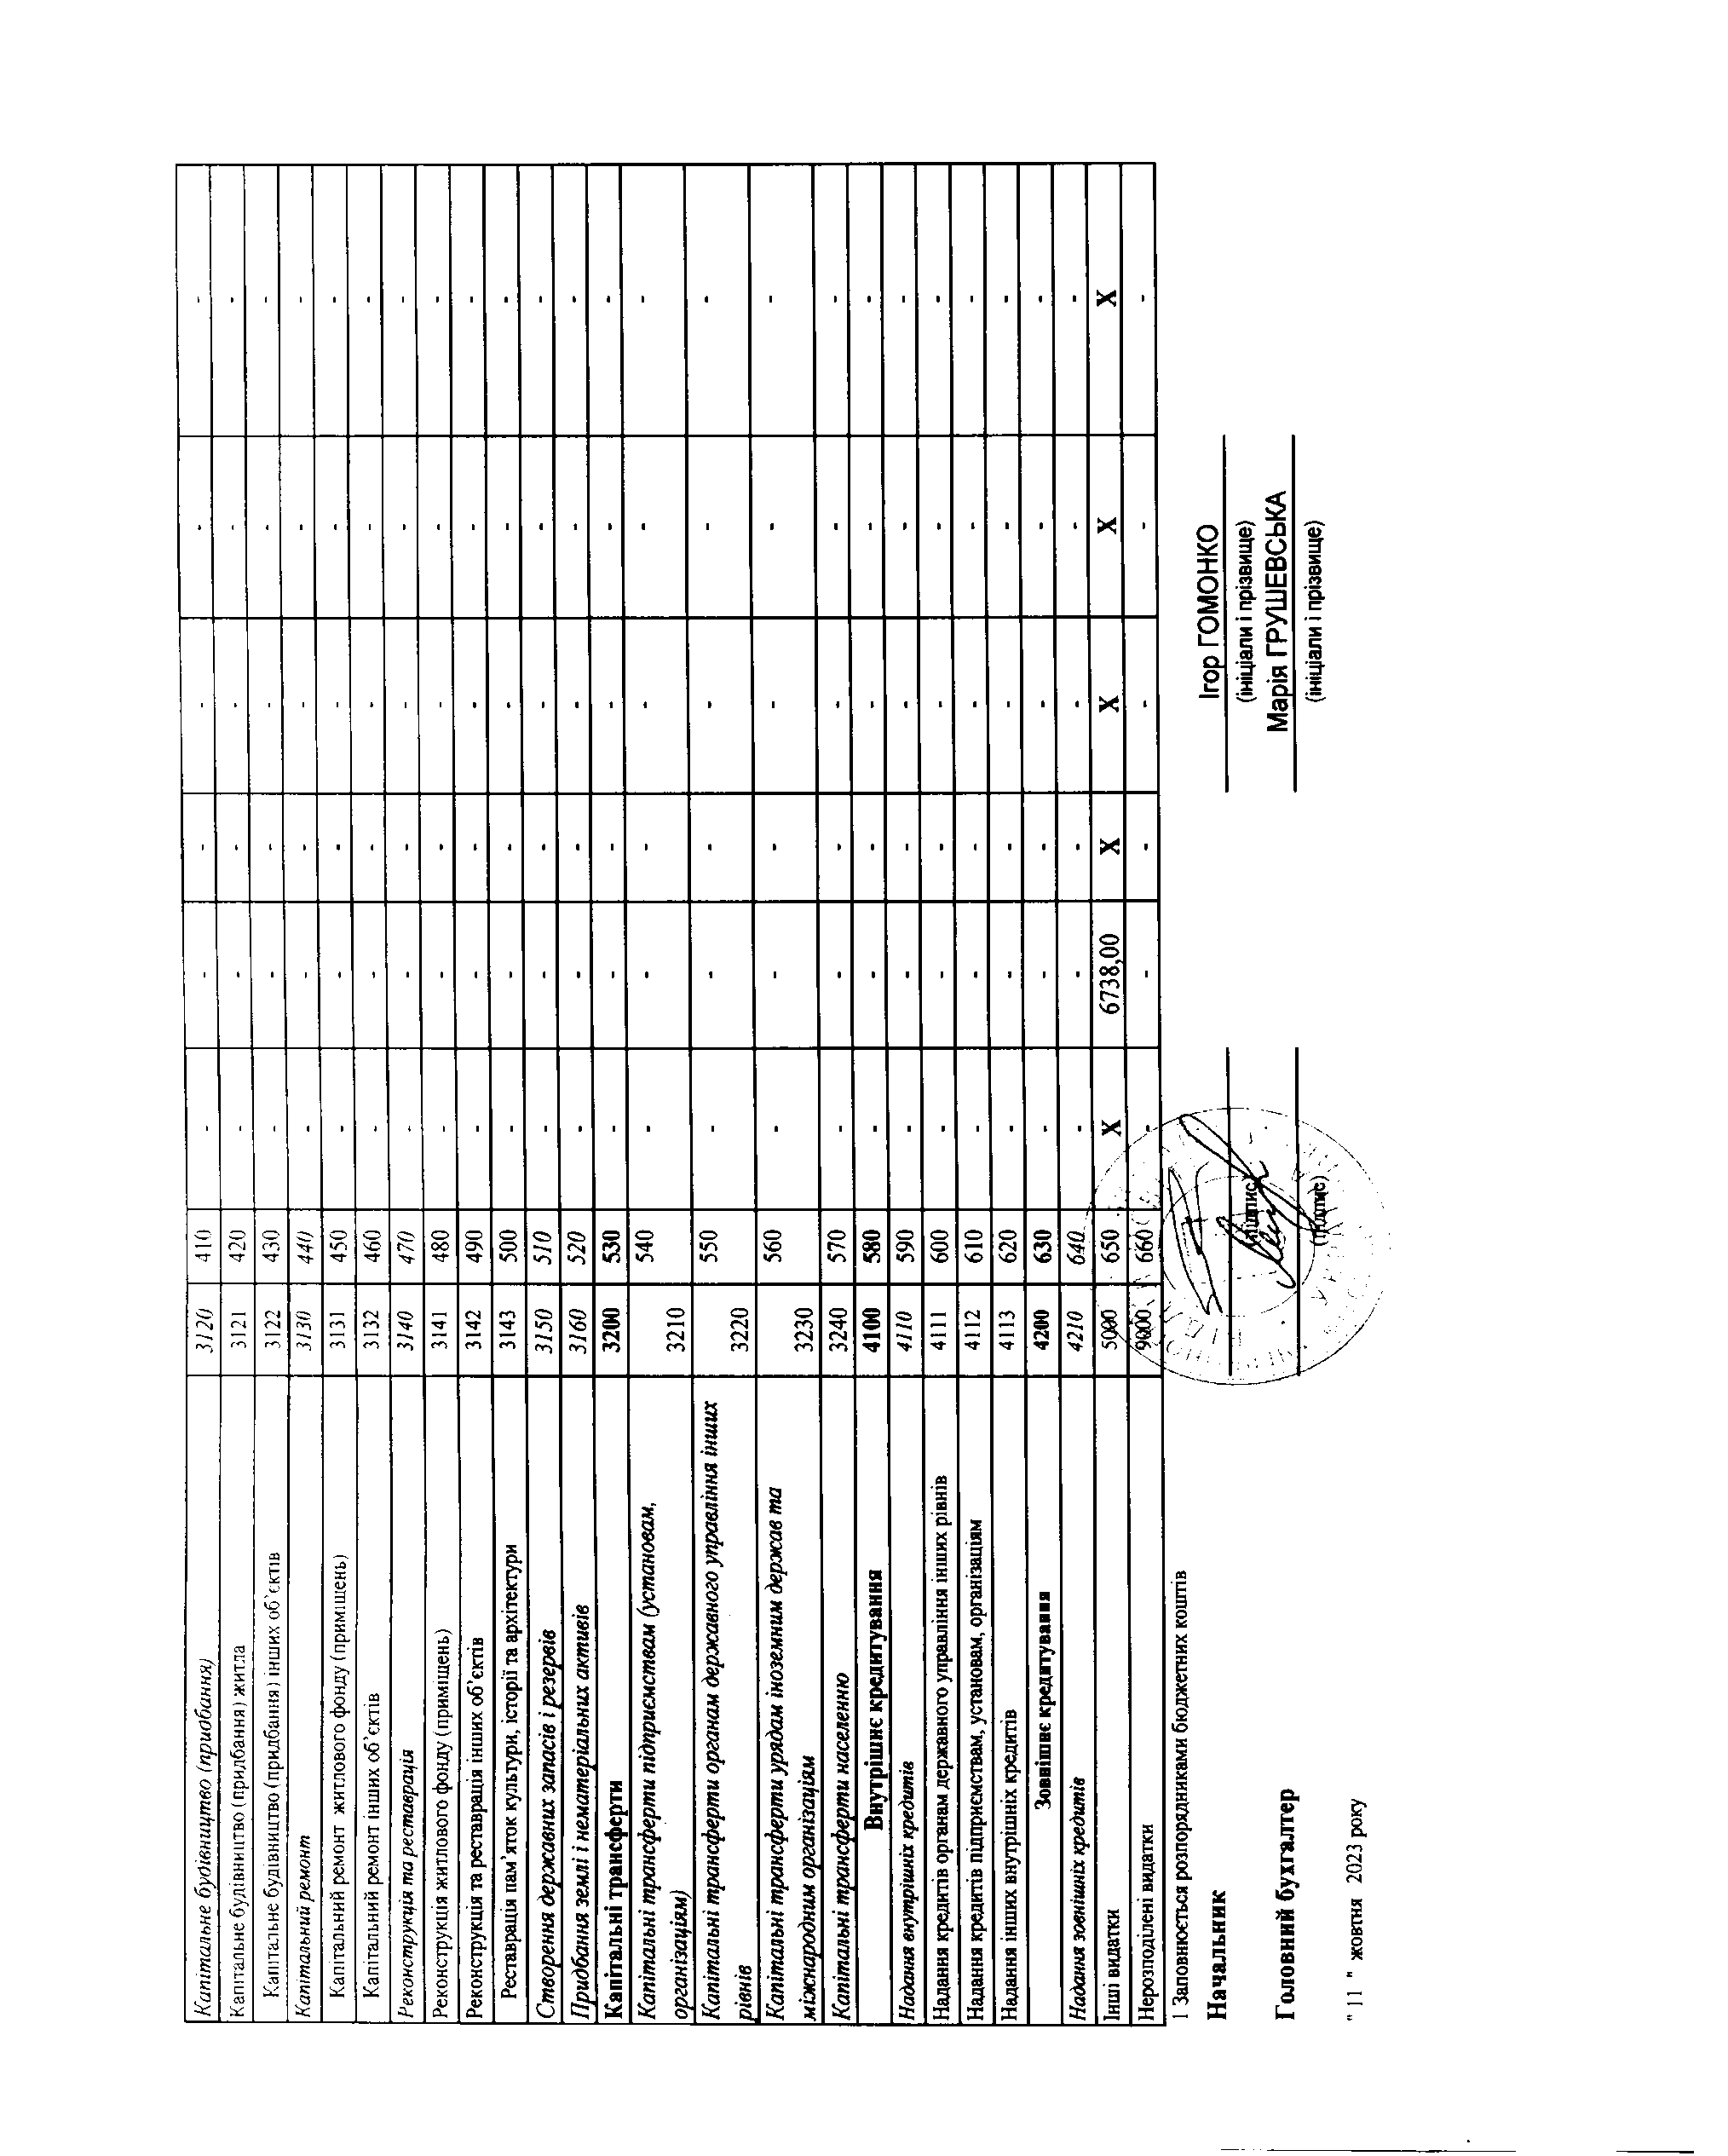 Капітальне будівництво (придбання) 3120 410 - - - - - -
Капітальне будівництво (придбання) житла 3121 420 - - - - - -
Капітальне будівництво (придбання) інших об'єктів 3122 430 - - - - - -
Капітальний ремонт 3130 440 - - - - - -
Капітальний ремонт житлового фонду (приміщень) 3131 450 - - - - - -
Капітальний ремонт інших об'єктів 3132 460 - - - - - -
Реконструкція та реставрація 3140 470 - - - - - -
Реконструкція житлового фонду (приміщень) 3141 480 - - - - - -
Реконструкція та реставрація інших об'єктів 3142 490 - - - - - -
Реставрація пам'яток культури, історії та архітектури 3143 500 - - - - - -
Створення державних запасів і резервів 3150 510 - - - - - -
Придбання землі і нематеріальних активів 3160 520 - - - - - -
Капітальні трансферти 3200 530 - - - - - -
Капітальні трансферти підприємствам (установам,
організаціям) 3210 540 - - - - - -
Капітальні трансферти органам державного управління інших
рівнів 3220 550 - - - - - -
Капітальні трансферти урядам іноземним держав та
міжнародним організаціям 3230 560 - - - - - -
Капітальні трансферти населенню 3240 570 - - - - - -
Внутрішнє кредитування 4100 580 - - - - - -
Надання внутрішніх кредитів 4110 590 - - - - - -
Надання кредитів органам державного управління інших рівнів 4111 600 - - - - - -
Надання кредитів підприємствам, установам, організаціям 4112 610 - - - - - -
Надання інших внутрішніх кредитів 4113 620 - - - - - -
Зовнішнє кредитування 4200 630 - - - - - -
Надання зовнішніх кредитів 4210 640 - - - - - -
Інші видатки 5000 650 X 6738,00 X X X X
Нерозподілені видатки 9000 660 - - - - - -
1 Заповнюється розпорядниками бюджетних коштів
Начальник Ігор ГОМОНКО
(підпис) (ініціали і прізвище)
Головний бухгалтер Марія ГРУШЕВСЬКА
(підпис) (ініціали і прізвище)
" 11 " жовтня 2023 року